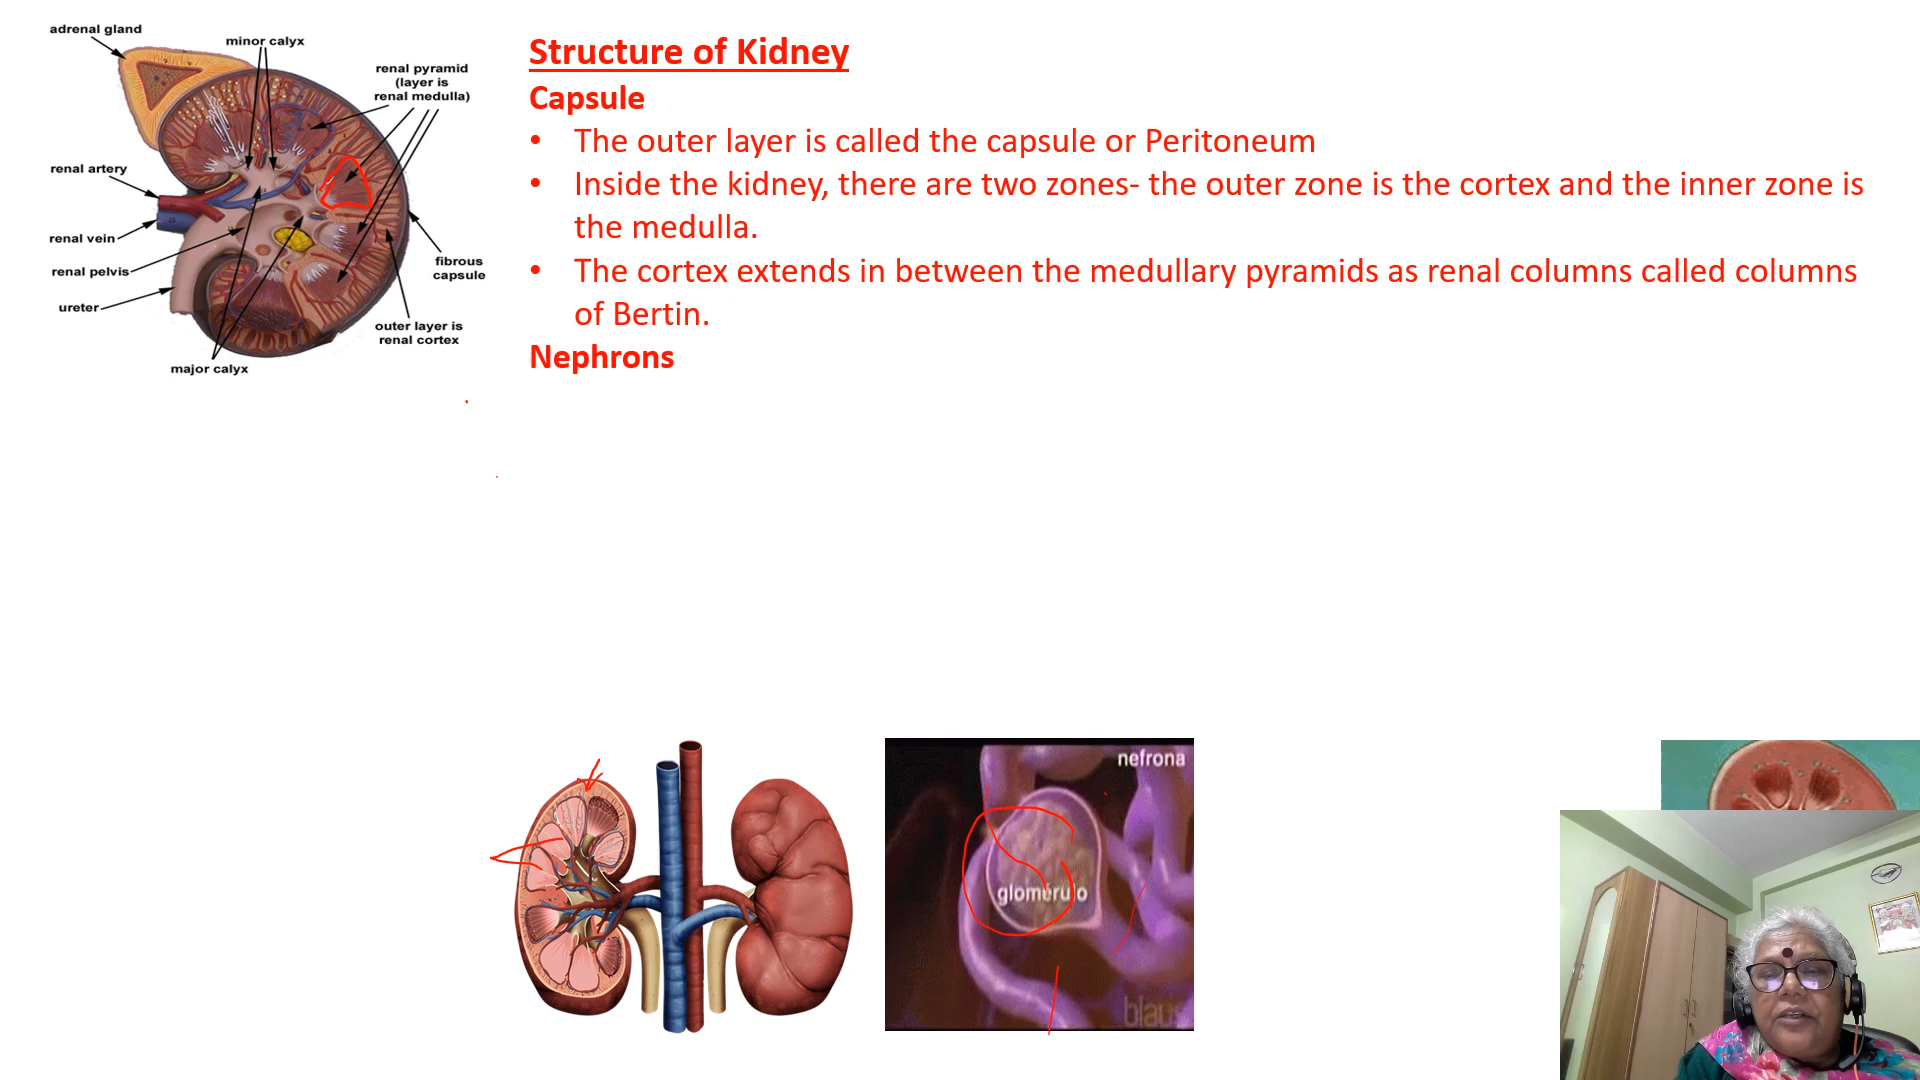 adrenal gland
minor calyx
renal pyramid
(layer is
renal medulla)
renal artery
renal vein
renal pelvis
ureter
fibrous
capsule
outer layer is
renal cortex
major calyx
Structure of Kidney
Capsule
• The outer layer is called the capsule or Peritoneum
• Inside the kidney, there are two zones- the outer zone is the cortex and the inner zone is
the medulla.
• The cortex extends in between the medullary pyramids as renal columns called columns
of Bertin.
Nephrons
nefrona
glomérulo